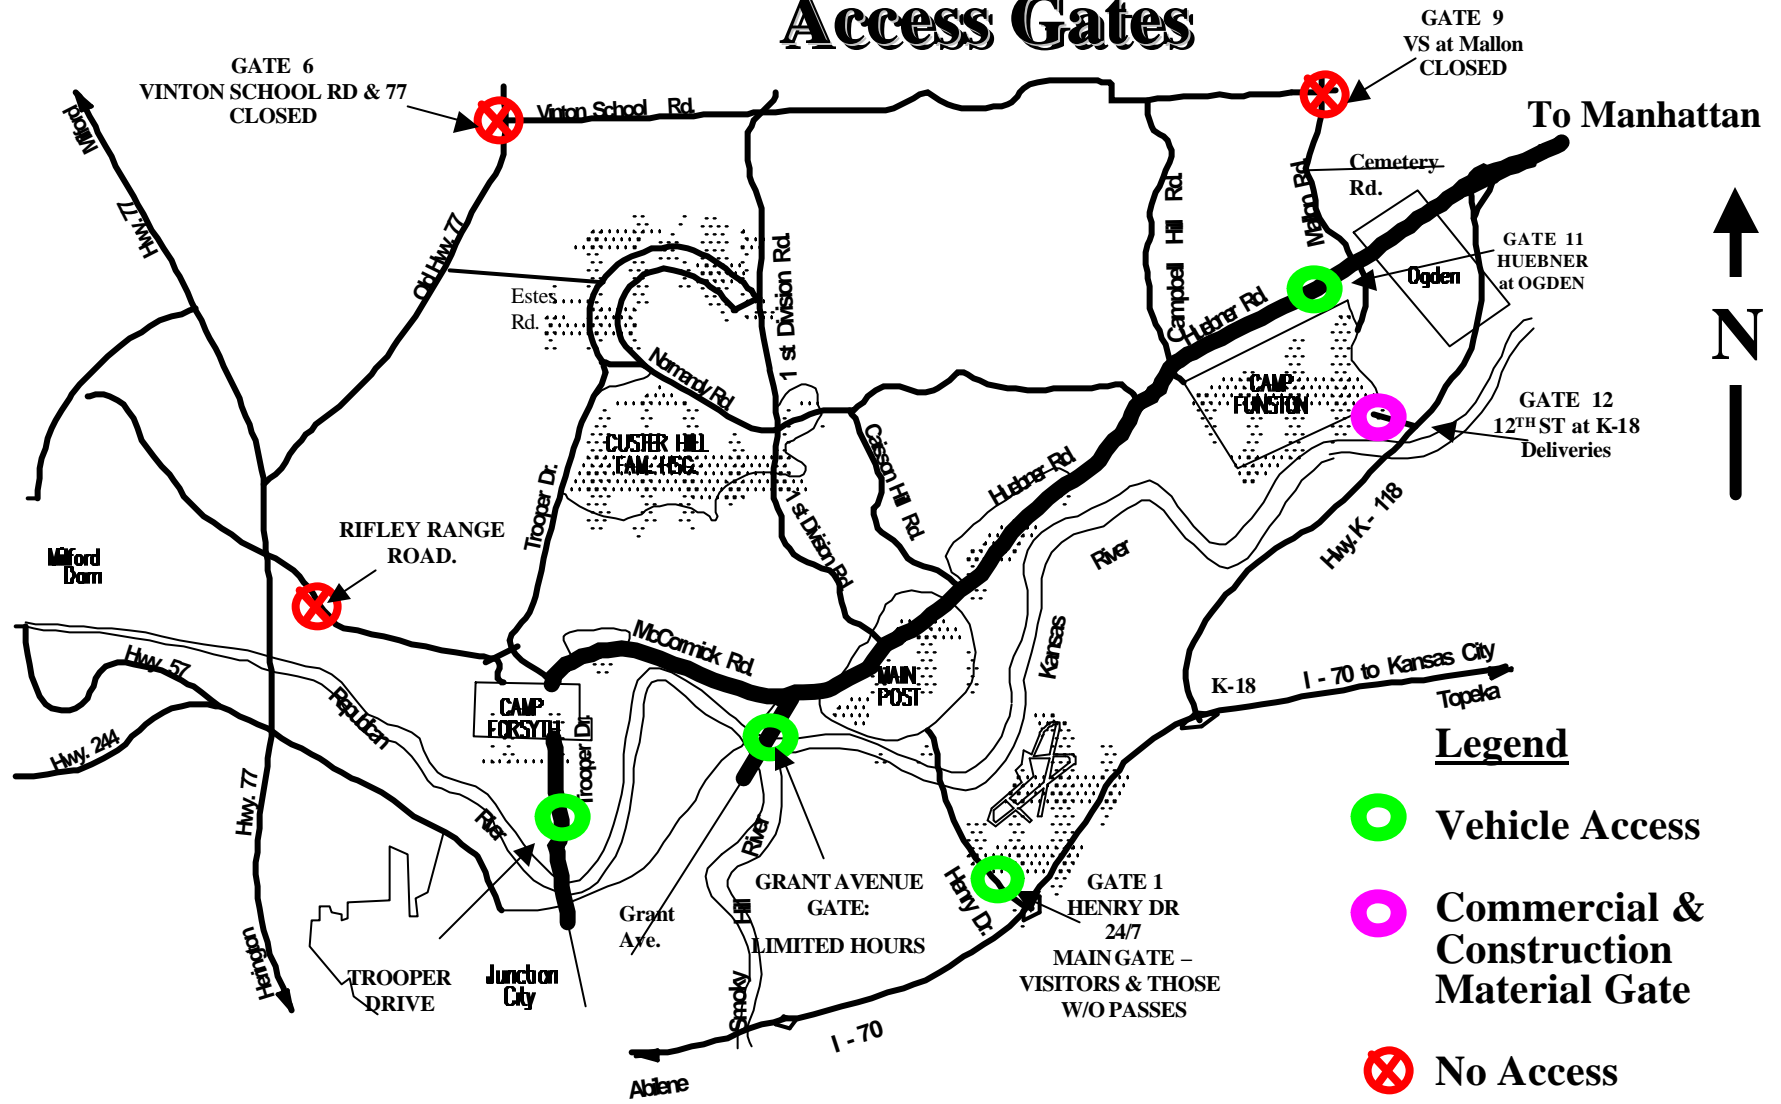 Access Gates
GATE 6
VINTON SCHOOL RD & 77
CLOSED
GATE 9
VS at Mallon
CLOSED
To Manhattan
Milford
Hwy. 77
Vinton School Rd.
Old Hwy. 77
Estes
Rd.
Normandy Rd.
1 st Division Rd.
Campbell Hill Rd.
Mallon Rd.
Cemetery
Rd.
GATE 11
HUEBNER
at OGDEN
Ogden
Huebner Rd.
N
CAMP
FUNSTON
GATE 12
12TH ST at K-18
Deliveries
CUSTER HILL
FAM. HSG.
Trooper Dr.
1 st Division Rd.
Caisson Hill Rd.
Huebner Rd.
Hwy. K - 118
River
Kansas
RIFLEY RANGE
ROAD.
Milford
Dam
McCormick Rd.
MAIN
POST
Hwy. 57
Hwy. 244
Republican
River
CAMP
FORSYTH
Trooper Dr.
K-18
I - 70 to Kansas City
Topeka
Hwy. 77
Herington
TROOPER
DRIVE
Junction
City
Grant
Ave.
Smoky Hill River
GRANT AVENUE
GATE:
LIMITED HOURS
Henry Dr.
GATE 1
HENRY DR
24/7
MAIN GATE –
VISITORS & THOSE
W/O PASSES
I - 70
Abilene
Legend
Vehicle Access
Commercial &
Construction
Material Gate
No Access